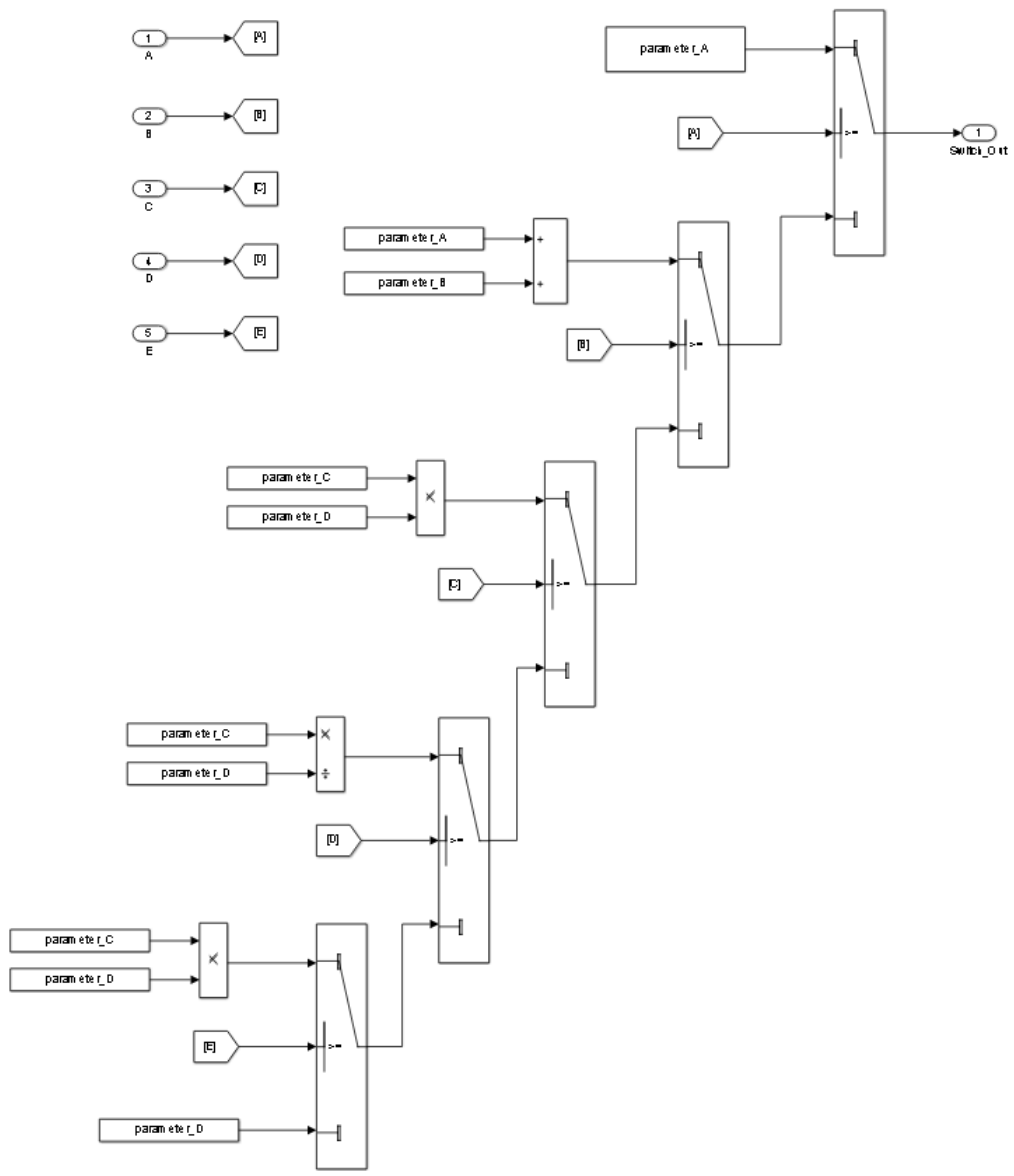 1
[A]
A
2
[B]
B
3
[C]
C
4
[D]
D
5
[E]
E
parameter_A
[A]
>=
1
Switch_Out
parameter_A
+
parameter_B
+
[B]
>=
parameter_C
×
parameter_D
[C]
>=
parameter_C
×
parameter_D
÷
[D]
>=
parameter_C
×
parameter_D
[E]
>=
parameter_D